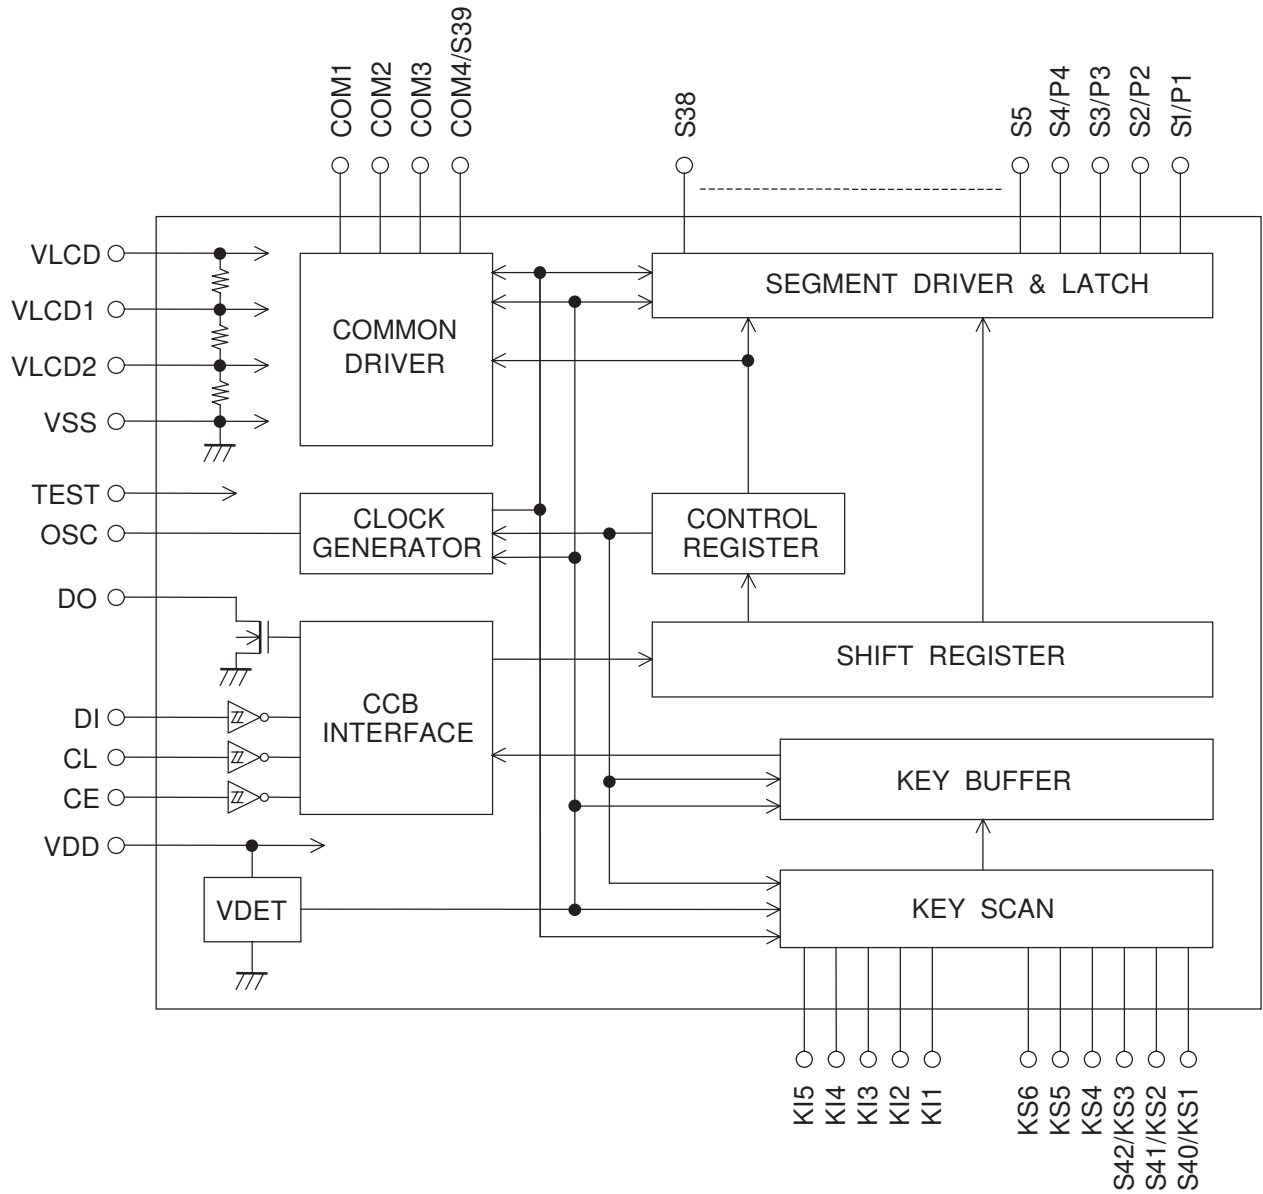 COM1
COM2
COM3
COM4/S39
S38
S5
S4/P4
S3/P3
S2/P2
S1/P1
VLCD
VLCD1
VLCD2
VSS
TEST
OSC
DO
DI
CL
CE
VDD
COMMON
DRIVER
SEGMENT DRIVER & LATCH
CLOCK
GENERATOR
CONTROL
REGISTER
CCB
INTERFACE
SHIFT REGISTER
KEY BUFFER
VDET
KEY SCAN
KI5
KI4
KI3
KI2
KI1
KS6
KS5
KS4
S42/KS3
S41/KS2
S40/KS1